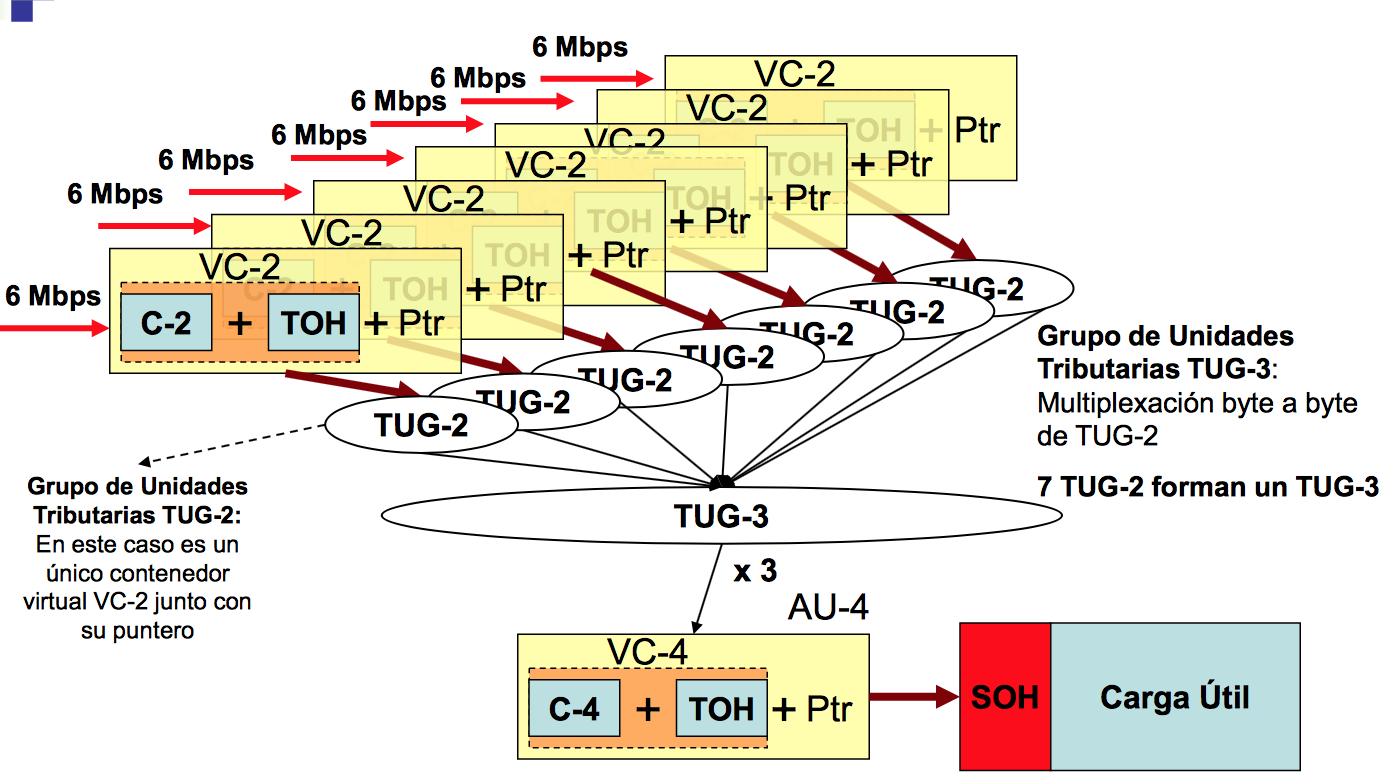 6 Mbps
VC-2
6 Mbps
VC-2
TOH + Ptr
6 Mbps
VC-2
TOH + Ptr
6 Mbps
VC-2
TOH + Ptr
6 Mbps
VC-2
TOH + Ptr
6 Mbps
VC-2
TOH + Ptr
6 Mbps
VC-2
C-2 + TOH + Ptr
TOH + Ptr
TUG-2
TUG-2
TUG-2
TUG-2
TUG-2
TUG-2
TUG-2
Grupo de Unidades
Tributarias TUG-3:
Multiplexación byte a byte
de TUG-2
7 TUG-2 forman un TUG-3
Grupo de Unidades
Tributarias TUG-2:
En este caso es un
único contenedor
virtual VC-2 junto con
su puntero
TUG-3
x 3
AU-4
VC-4
C-4 + TOH + Ptr
SOH
Carga Útil